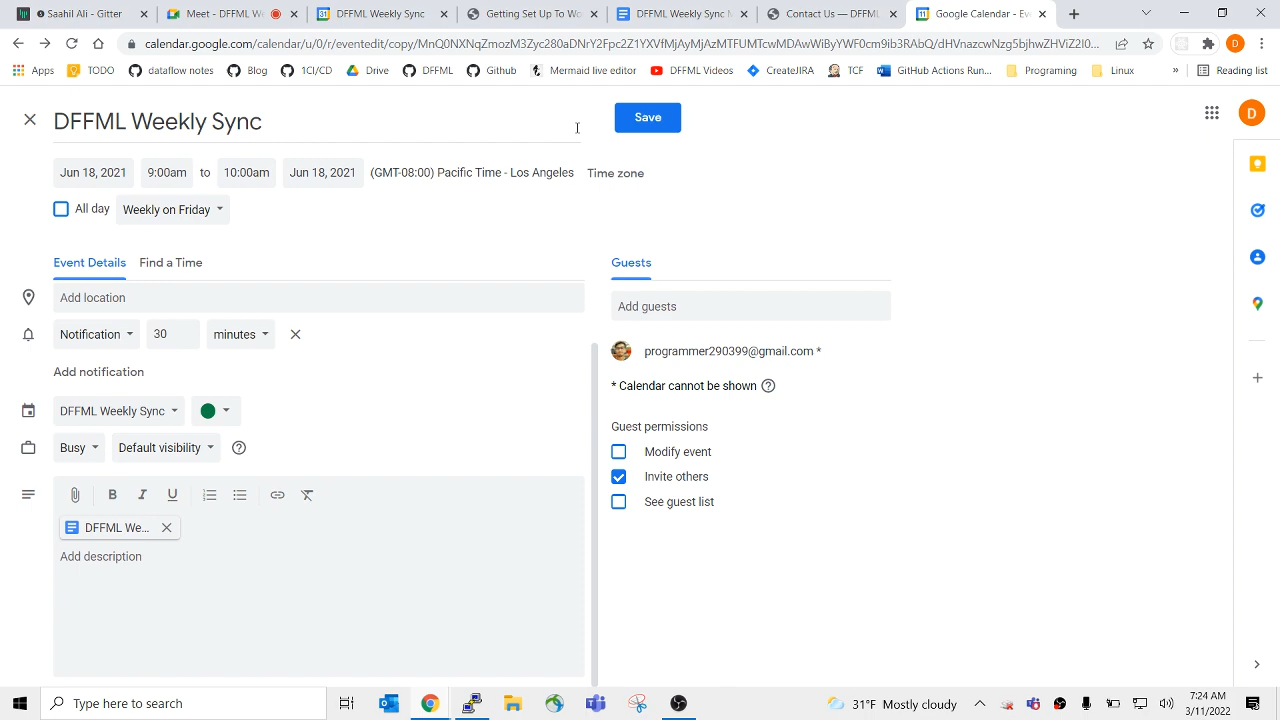 Sahil Ali - Gitter
Meet - DFFML W
DFFML Weekly Sync
Getting Set Up To Wo
DFFML Weekly Sync N
Contact Us — DFFML
Google Calendar - Eve
Apps
TODO
dataflow notes
Blog
1CI/CD
Drive
DFFML
Github
Mermaid live editor
DFFML Videos
CreateJIRA
TCF
GitHub Actions Run...
Programing
Linux
»
Reading list
DFFML Weekly Sync
Save
D
Jun 18, 2021
9:00am
to
10:00am
Jun 18, 2021
(GMT-08:00) Pacific Time - Los Angeles
Time zone
All day
Weekly on Friday
Event Details
Find a Time
Guests
Add location
Add guests
Notification
30
minutes
programmer290399@gmail.com *
Add notification
* Calendar cannot be shown
DFFML Weekly Sync
Guest permissions
Busy
Default visibility
Modify event
Invite others
See guest list
DFFML We...
Add description
Type here to search
31°F Mostly cloudy
7:24 AM
3/11/2022